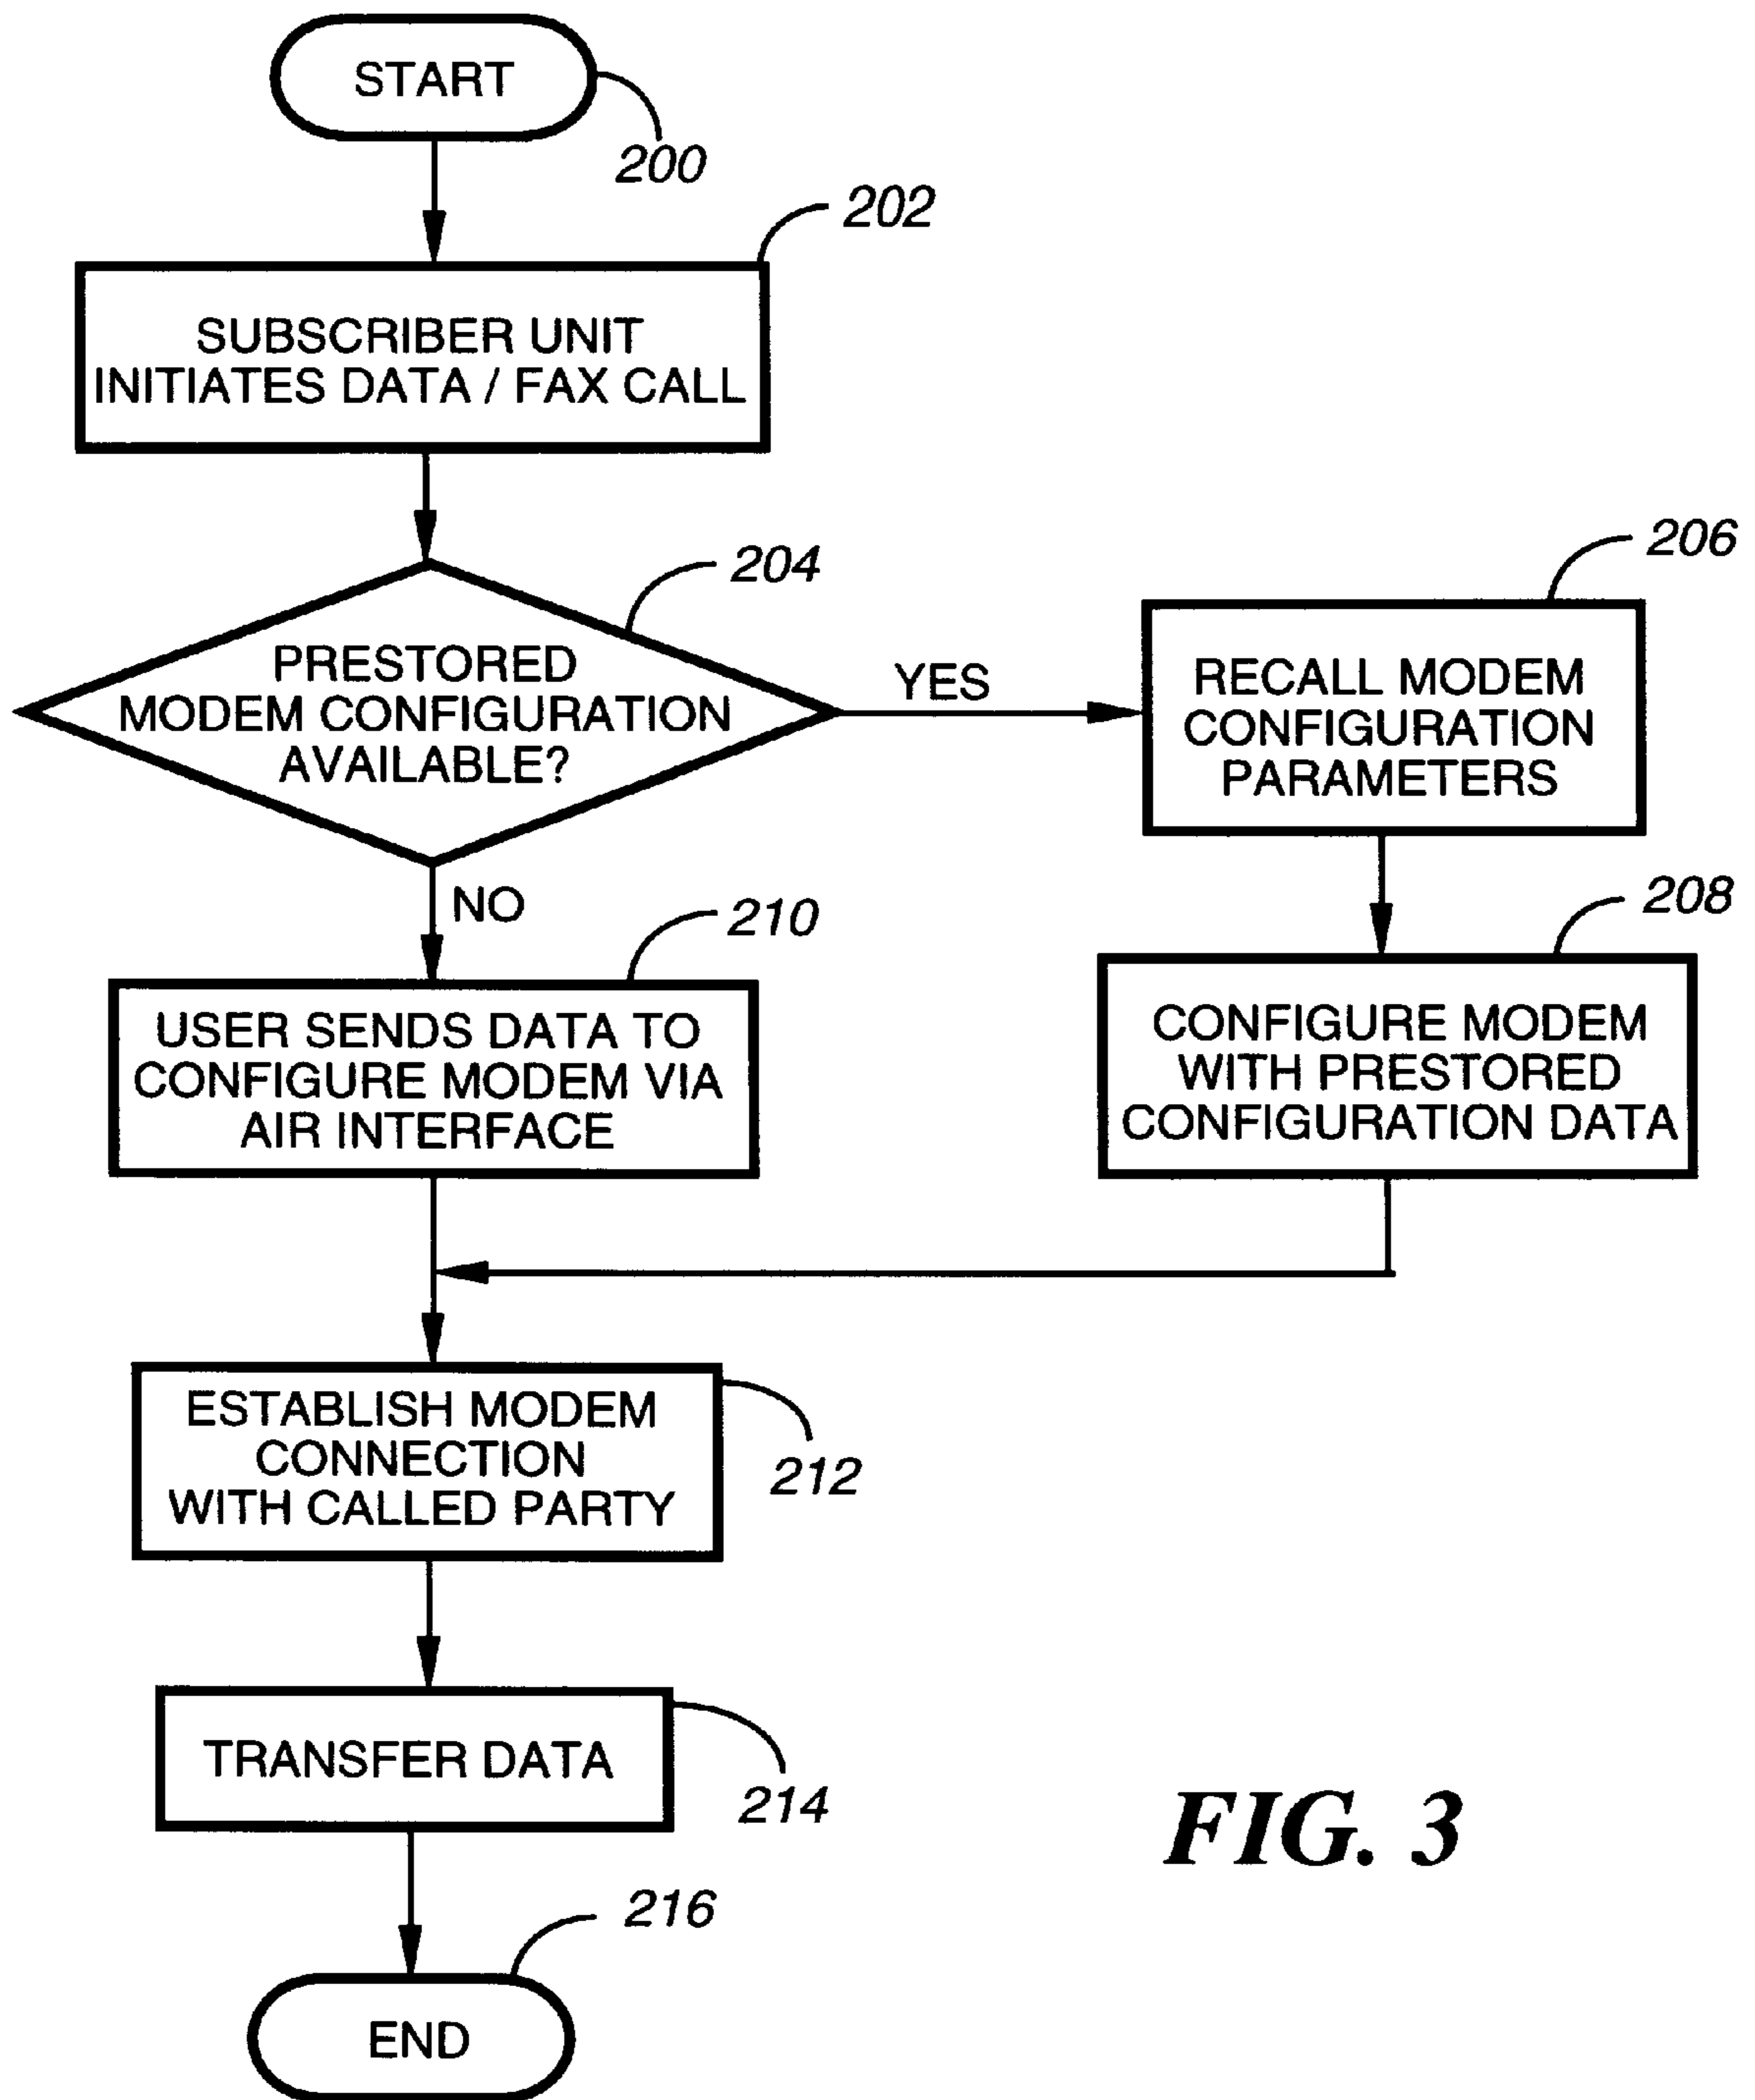 START
200
202
SUBSCRIBER UNIT
INITIATES DATA / FAX CALL
204
PRESTORED
MODEM CONFIGURATION
AVAILABLE?
YES
206
RECALL MODEM
CONFIGURATION
PARAMETERS
NO
208
CONFIGURE MODEM
WITH PRESTORED
CONFIGURATION DATA
210
USER SENDS DATA TO
CONFIGURE MODEM VIA
AIR INTERFACE
ESTABLISH MODEM
CONNECTION
WITH CALLED PARTY
212
TRANSFER DATA
214
216
END
FIG. 3